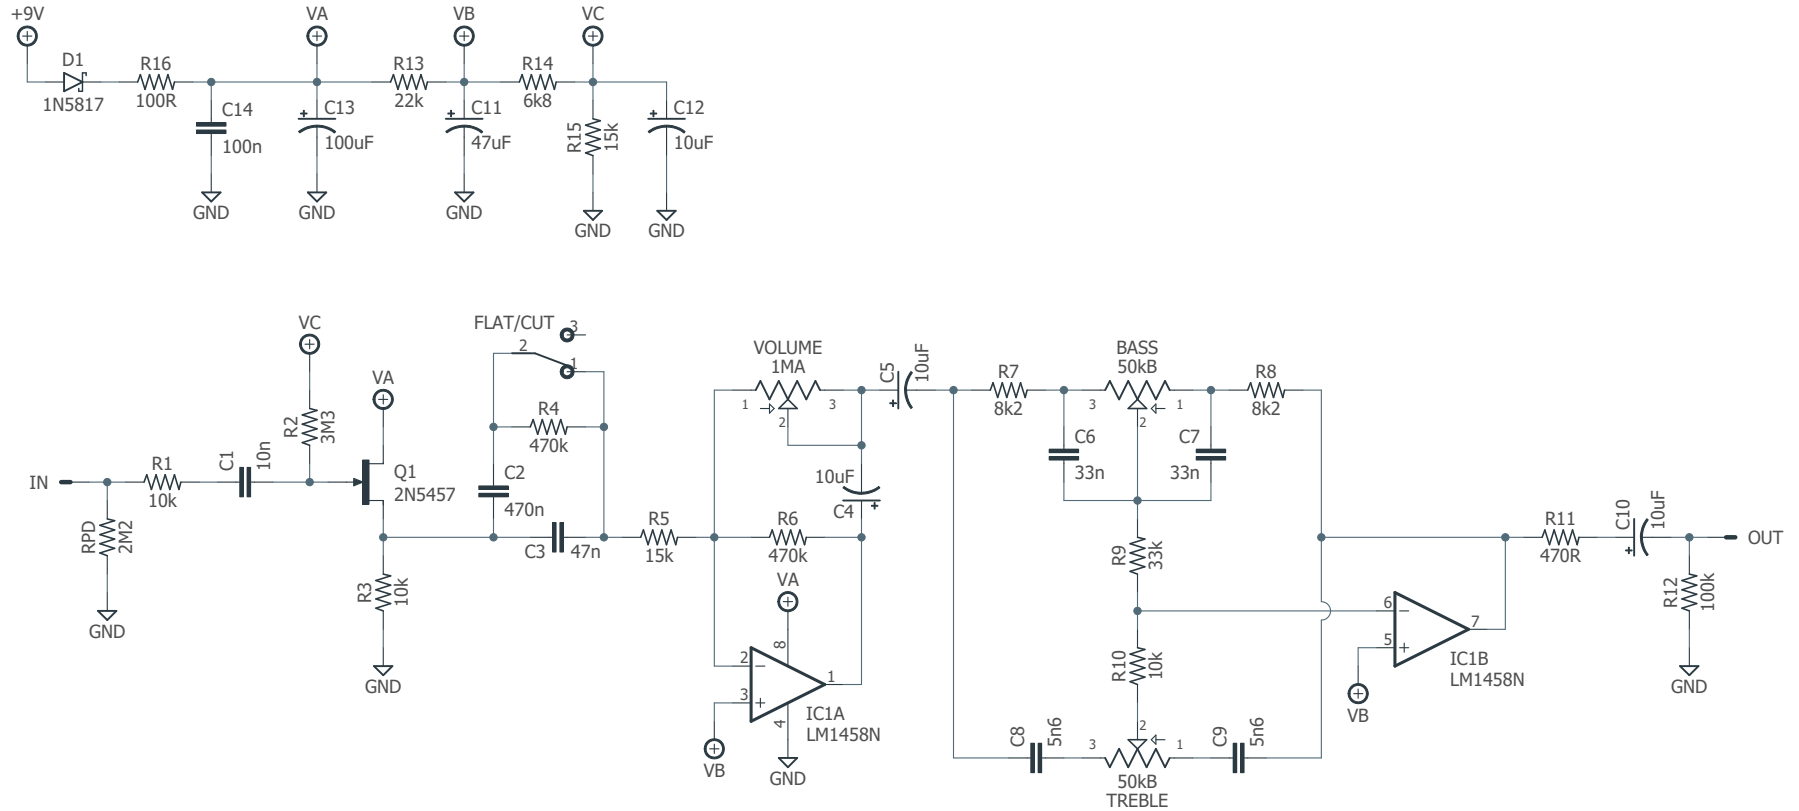 +9V
VA
VB
VC
D1
1N5817
R16
100R
C14
100n
C13
100uF
R13
22k
C11
47uF
R14
6k8
R15
15k
C12
10uF
GND
GND
GND
GND
GND
VC
VA
R2
3M3
FLAT/CUT
3
2
1
R4
470k
IN
R1
10k
C1
10n
Q1
2N5457
C2
470n
RPD
2M2
GND
R3
10k
GND
C3
47n
R5
15k
VOLUME
1MA
1
2
3
10uF
C4
R6
470k
VA
8
2
3
1
4
IC1A
LM1458N
VB
GND
C5
10uF
R7
8k2
BASS
50kB
3
2
1
R8
8k2
C6
33n
C7
33n
R9
33k
R10
10k
C8
5n6
3
2
1
50kB
TREBLE
C9
5n6
6
5
7
IC1B
LM1458N
VB
R11
470R
C10
10uF
R12
100k
OUT
GND